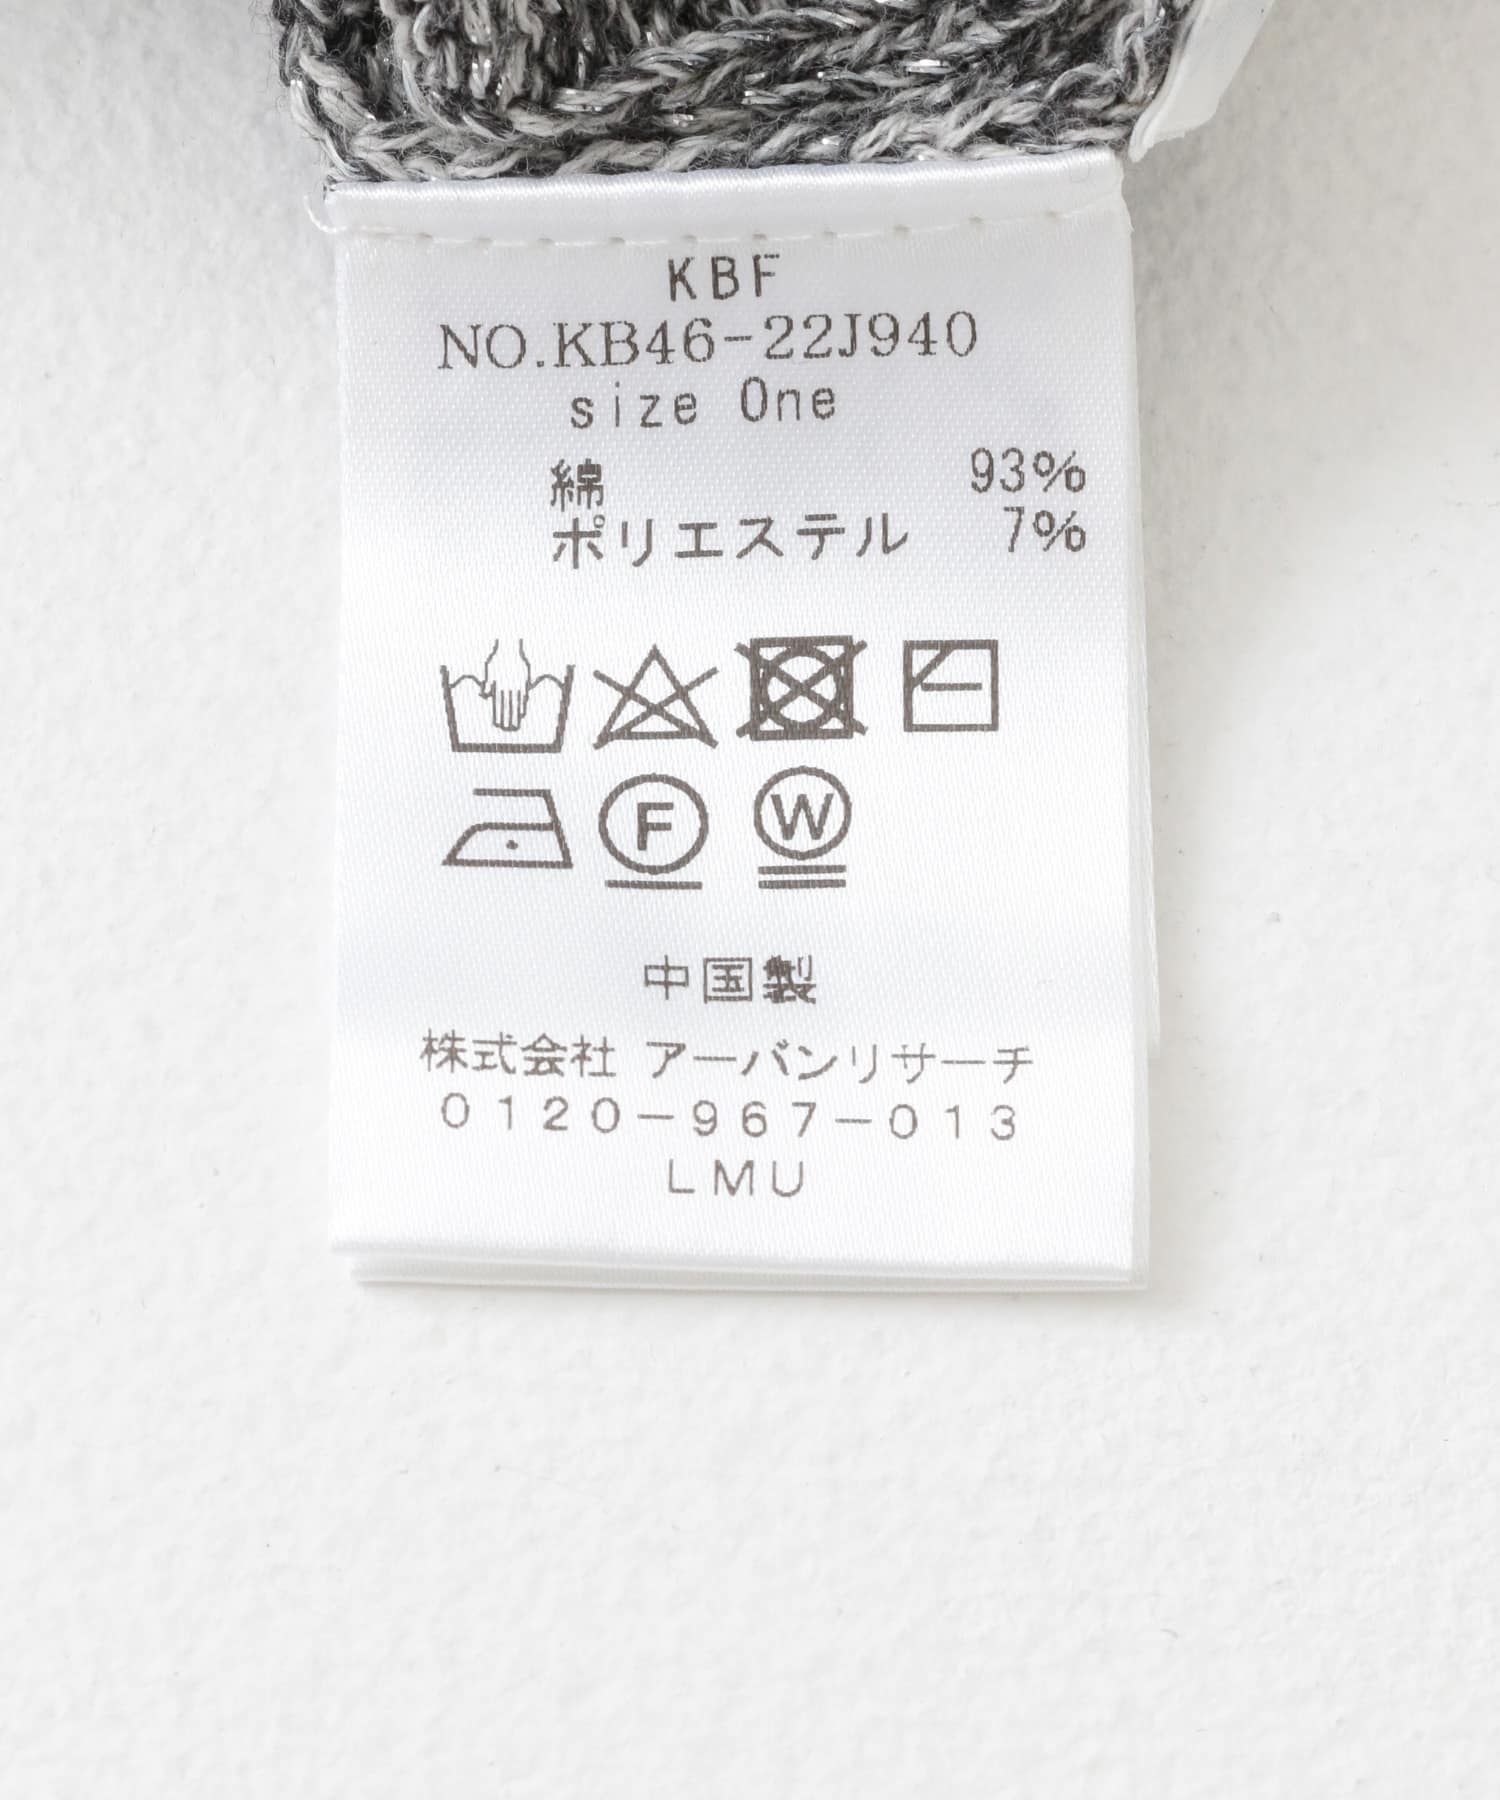 KBF
NO.KB46-22J940
size One
綿 93%
ポリエステル 7%
F W
中国製
株式会社 アーバンリサーチ
0120-967-013
LMU